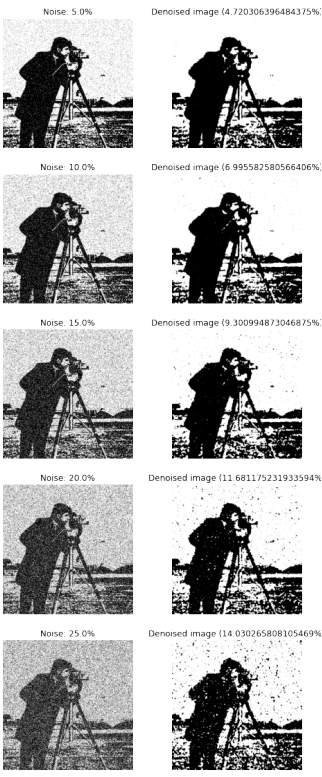 Noise: 5.0%
Denoised image (4.720306396484375%)
Noise: 10.0%
Denoised image (6.995582580566406%)
Noise: 15.0%
Denoised image (9.300994873046875%)
Noise: 20.0%
Denoised image (11.681175231933594%
Noise: 25.0%
Denoised image (14.030265808105469%